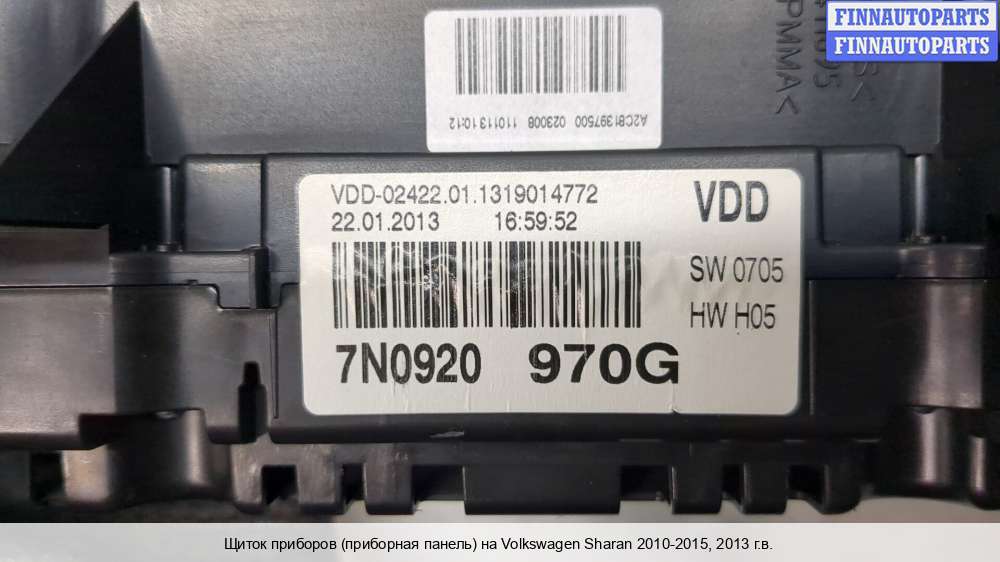 FINNAUTOPARTS
FINNAUTOPARTS
>PMMA<
A2C81397500 023008 110113 10:12
VDD-02422.01.1319014772
22.01.2013 16:59:52
VDD
SW 0705
HW H05
7N0920 970G
Щиток приборов (приборная панель) на Volkswagen Sharan 2010-2015, 2013 г.в.